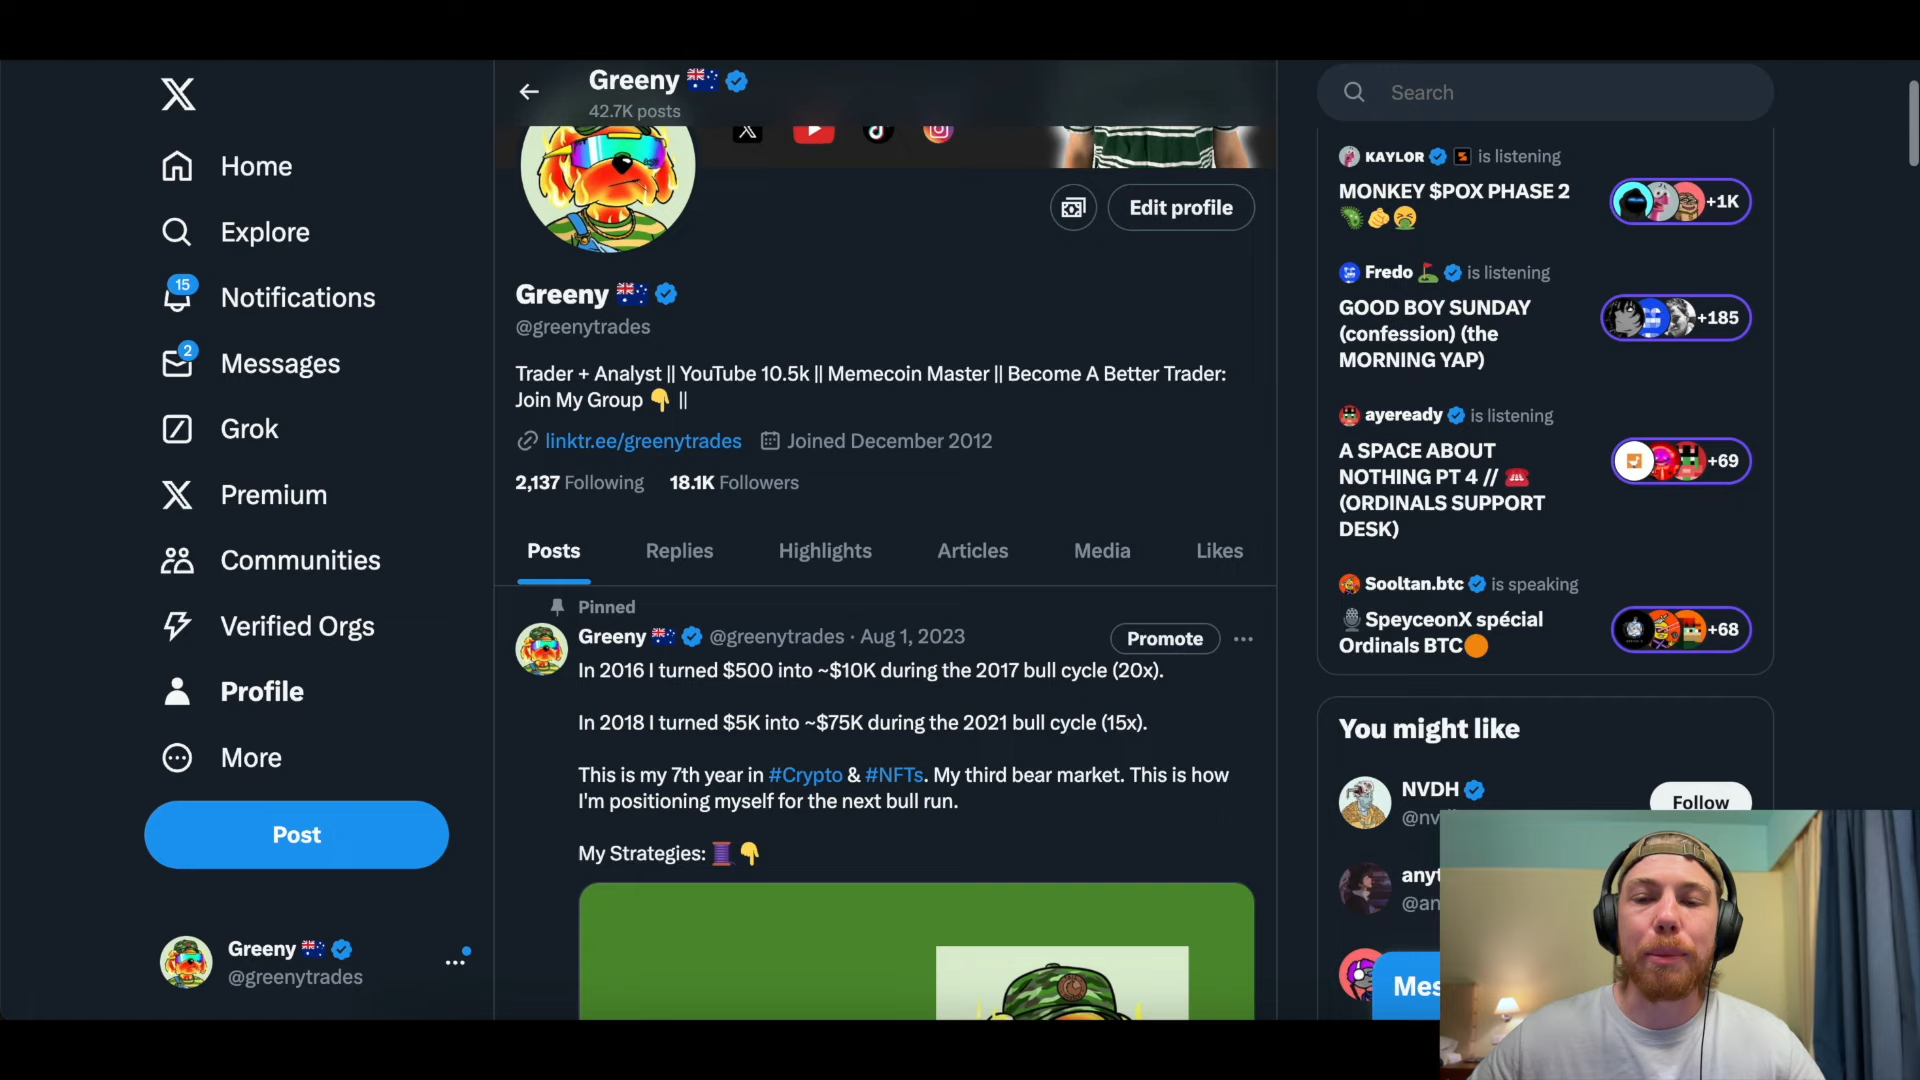 Home
Explore
15
Notifications
2
Messages
Grok
Premium
Communities
Verified Orgs
Profile
More
Post
Greeny
@greenytrades
Greeny
42.7K posts
Edit profile
Greeny
@greenytrades
Trader + Analyst || YouTube 10.5k || Memecoin Master || Become A Better Trader:
Join My Group ||
linktr.ee/greenytrades Joined December 2012
2,137 Following 18.1K Followers
Posts Replies Highlights Articles Media Likes
Pinned
Greeny @greenytrades · Aug 1, 2023
Promote
In 2016 I turned $500 into ~$10K during the 2017 bull cycle (20x).
In 2018 I turned $5K into ~$75K during the 2021 bull cycle (15x).
This is my 7th year in #Crypto & #NFTs. My third bear market. This is how
I'm positioning myself for the next bull run.
My Strategies:
Search
KAYLOR is listening
MONKEY $POX PHASE 2
+1K
Fredo is listening
GOOD BOY SUNDAY
(confession) (the
MORNING YAP)
+185
ayeready is listening
A SPACE ABOUT
NOTHING PT 4 //
(ORDINALS SUPPORT
DESK)
+69
Sooltan.btc is speaking
SpeyceonX spécial
Ordinals BTC
+68
You might like
NVDH
Follow